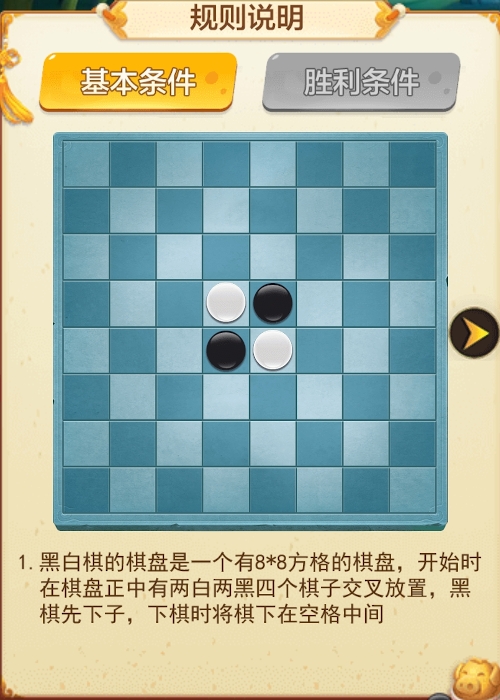 规则说明
基本条件
胜利条件
1. 黑白棋的棋盘是一个有8*8方格的棋盘，开始时
在棋盘正中有两白两黑四个棋子交叉放置，黑
棋先下子，下棋时将棋下在空格中间